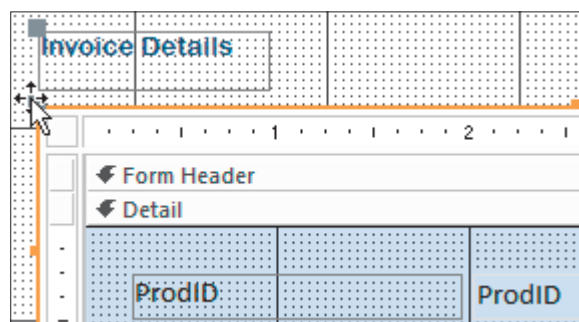 Invoice Details
1 2
Form Header
Detail
ProdID ProdID